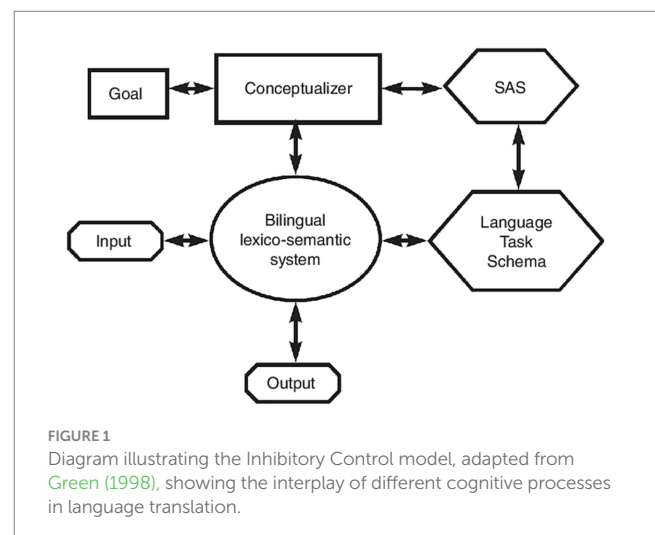 Goal
Conceptualizer
SAS
Input
Bilingual
lexico-semantic
system
Language
Task
Schema
Output
FIGURE 1
Diagram illustrating the Inhibitory Control model, adapted from
Green (1998), showing the interplay of different cognitive processes
in language translation.